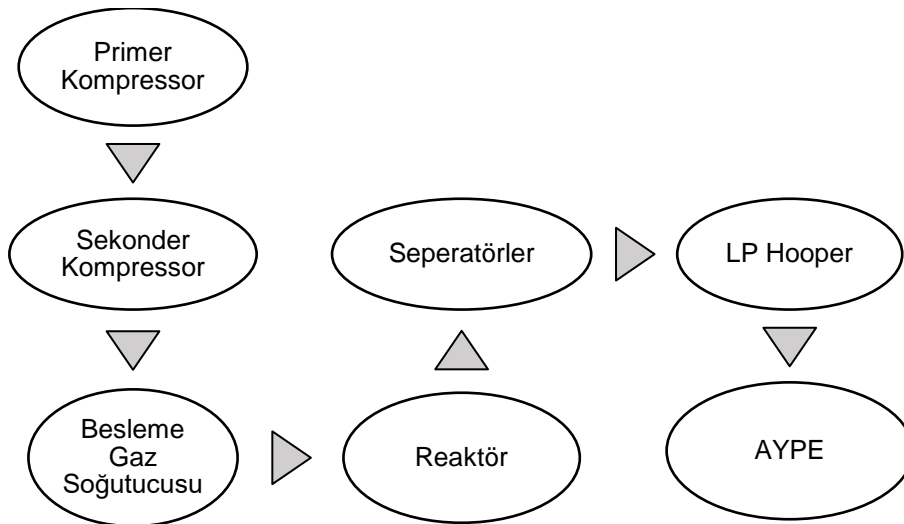 Primer
Kompressor
Sekonder
Kompressor
Besleme
Gaz
Soğutucusu
Reaktör
Seperatörler
LP Hooper
AYPE